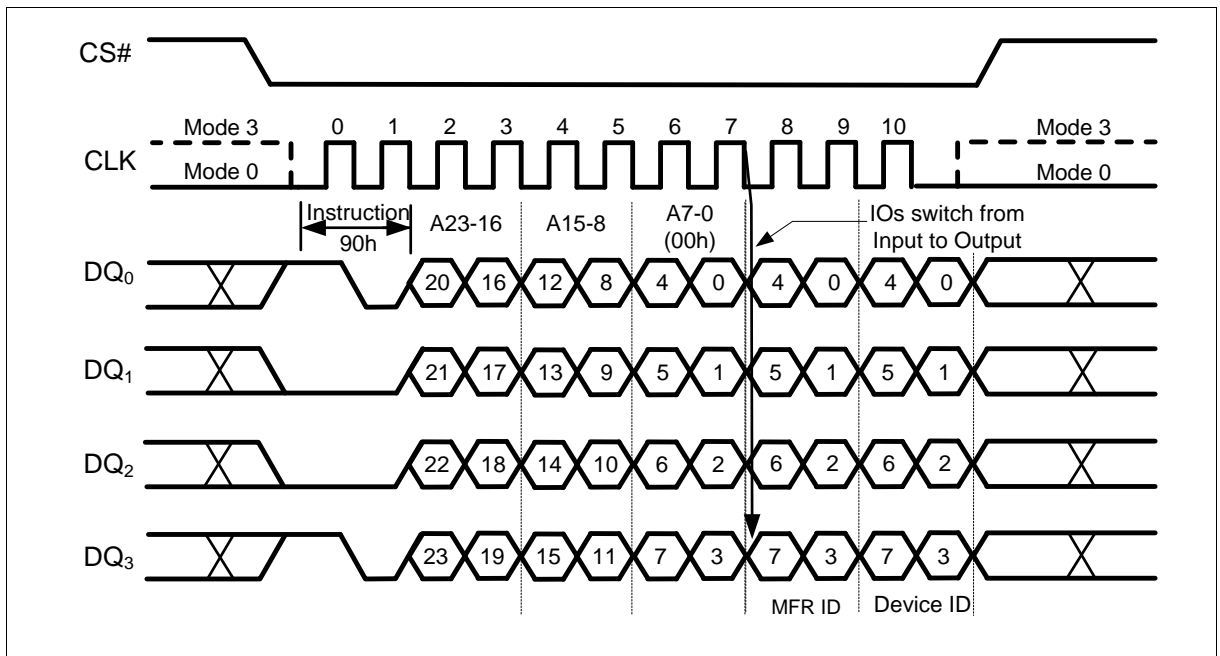 CS#
Mode 3 0 1 2 3 4 5 6 7 8 9 10 Mode 3
CLK
Mode 0 Mode 0
Instruction
90h
A23-16 A15-8 A7-0
(00h)
IOs switch from
Input to Output
DQ0 20 16 12 8 4 0 4 0 4 0
DQ1 21 17 13 9 5 1 5 1 5 1
DQ2 22 18 14 10 6 2 6 2 6 2
DQ3 23 19 15 11 7 3 7 3 7 3
MFR ID Device ID